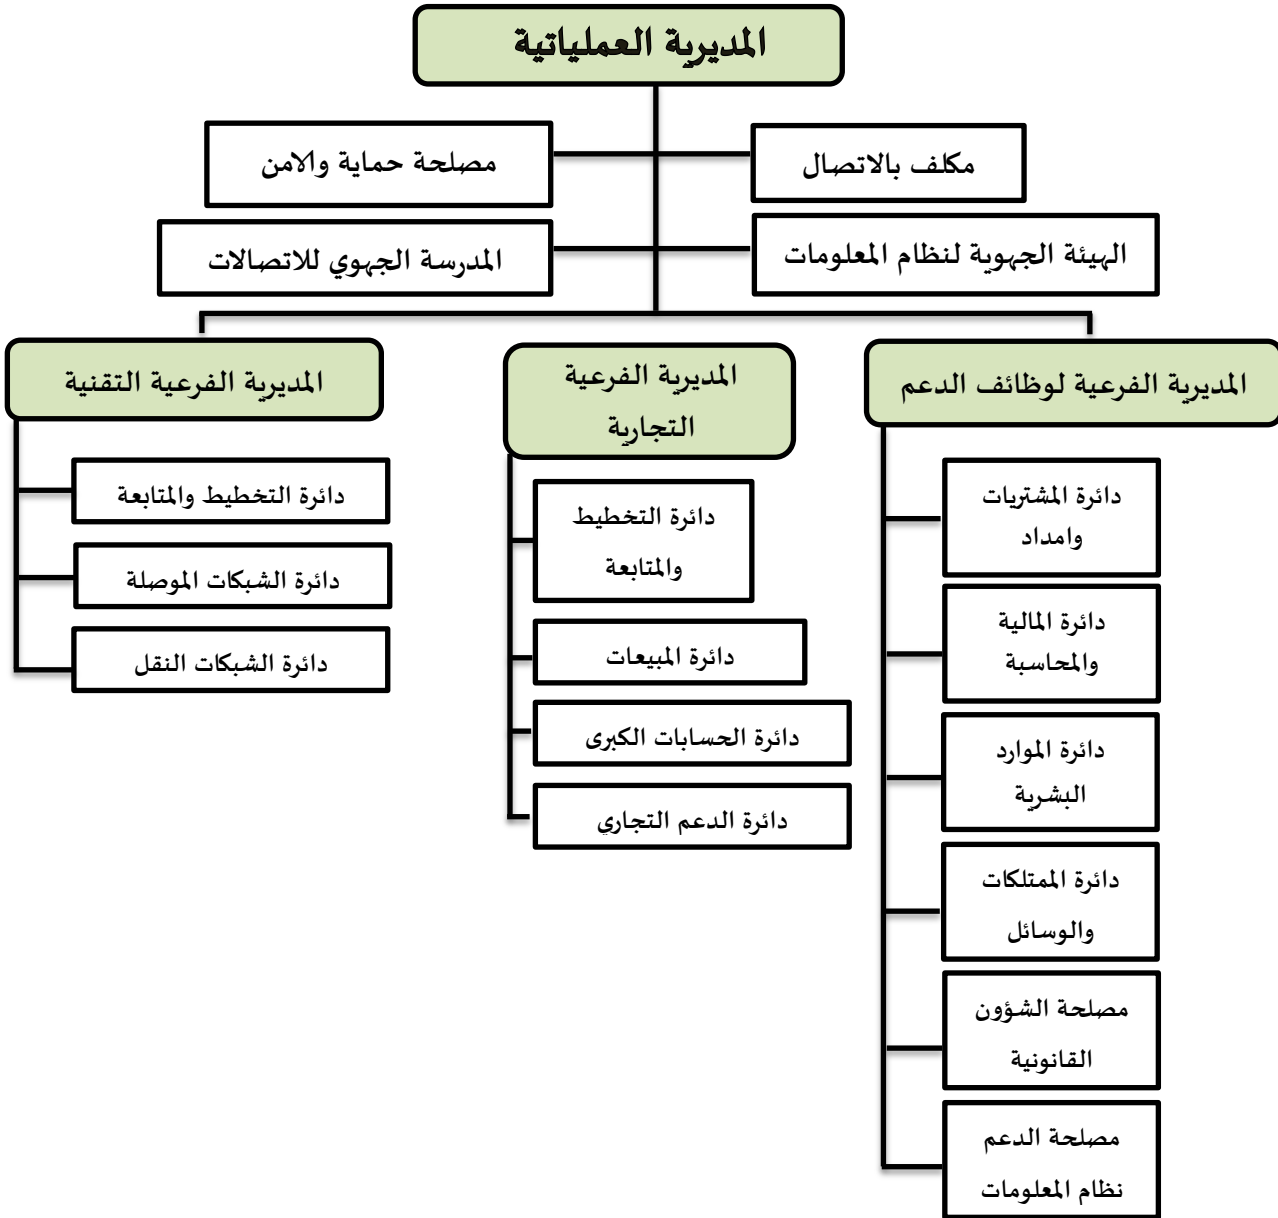 المديرية العملياتية
مكلف بالاتصال
مصلحة حماية والامن
الهيئة الجهوية لنظام المعلومات
المدرسة الجهوي للاتصالات
المديرية الفرعية لوظائف الدعم
دائرة المشتريات
وامداد
دائرة المالية
والمحاسبة
دائرة الموارد
البشرية
دائرة الممتلكات
والوسائل
مصلحة الشؤون
القانونية
مصلحة الدعم
نظام المعلومات
المديرية الفرعية
التجارية
دائرة التخطيط
والمتابعة
دائرة المبيعات
دائرة الحسابات الكبرى
دائرة الدعم التجاري
المديرية الفرعية التقنية
دائرة التخطيط والمتابعة
دائرة الشبكات الموصلة
دائرة الشبكات النقل